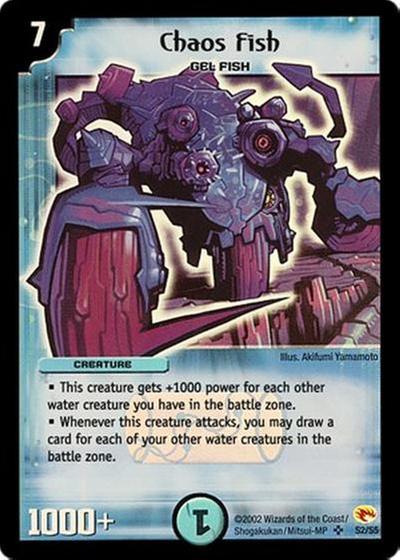 7
Chaos Fish
GEL FISH
Illus. Akifumi Yamamoto
CREATURE
▪ This creature gets +1000 power for each other
water creature you have in the battle zone.
▪ Whenever this creature attacks, you may draw a
card for each of your other water creatures in the
battle zone.
1000+
©2002 Wizards of the Coast/
Shogakukan/Mitsui-MP
S2/S5